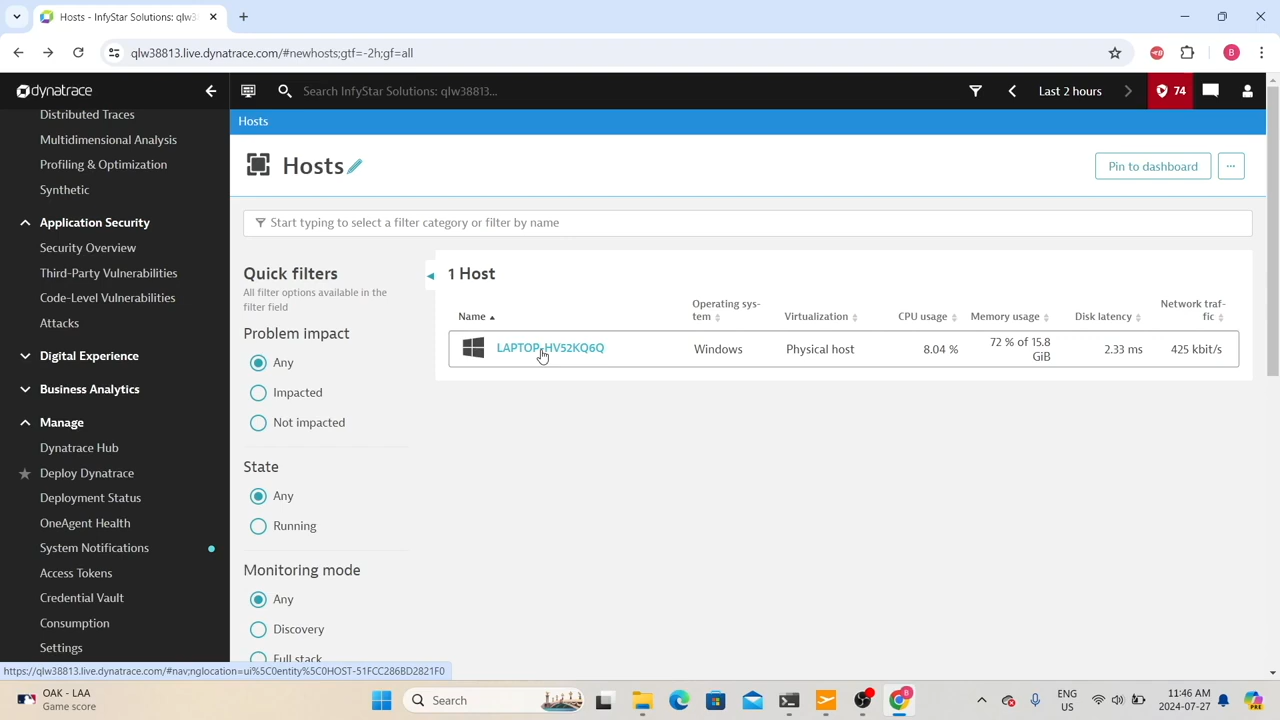 Hosts - InfyStar Solutions: qlw3
qlw38813.live.dynatrace.com/#newhosts;gtf=-2h;gf=all
B
dynatrace
Search InfyStar Solutions: qlw38813...
Last 2 hours
74
Distributed Traces
Multidimensional Analysis
Profiling & Optimization
Synthetic
Application Security
Security Overview
Third-Party Vulnerabilities
Code-Level Vulnerabilities
Attacks
Digital Experience
Business Analytics
Manage
Dynatrace Hub
Deploy Dynatrace
Deployment Status
OneAgent Health
System Notifications
Access Tokens
Credential Vault
Consumption
Settings
Hosts
Hosts
Pin to dashboard
...
Start typing to select a filter category or filter by name
Quick filters
All filter options available in the
filter field
Problem impact
Any
Impacted
Not impacted
State
Any
Running
Monitoring mode
Any
Discovery
Full stack
1 Host
Name
Operating sys-
tem
Virtualization
CPU usage
Memory usage
Disk latency
Network traf-
fic
LAPTOP-HV52KQ6Q
Windows
Physical host
8.04 %
72 % of 15.8
GiB
2.33 ms
425 kbit/s
https://qlw38813.live.dynatrace.com/#nav;nglocation=ui%5C0entity%5C0HOST-51FCC286BD2821F0
OAK - LAA
Game score
Search
B
ENG
US
11:46 AM
2024-07-27
PRE